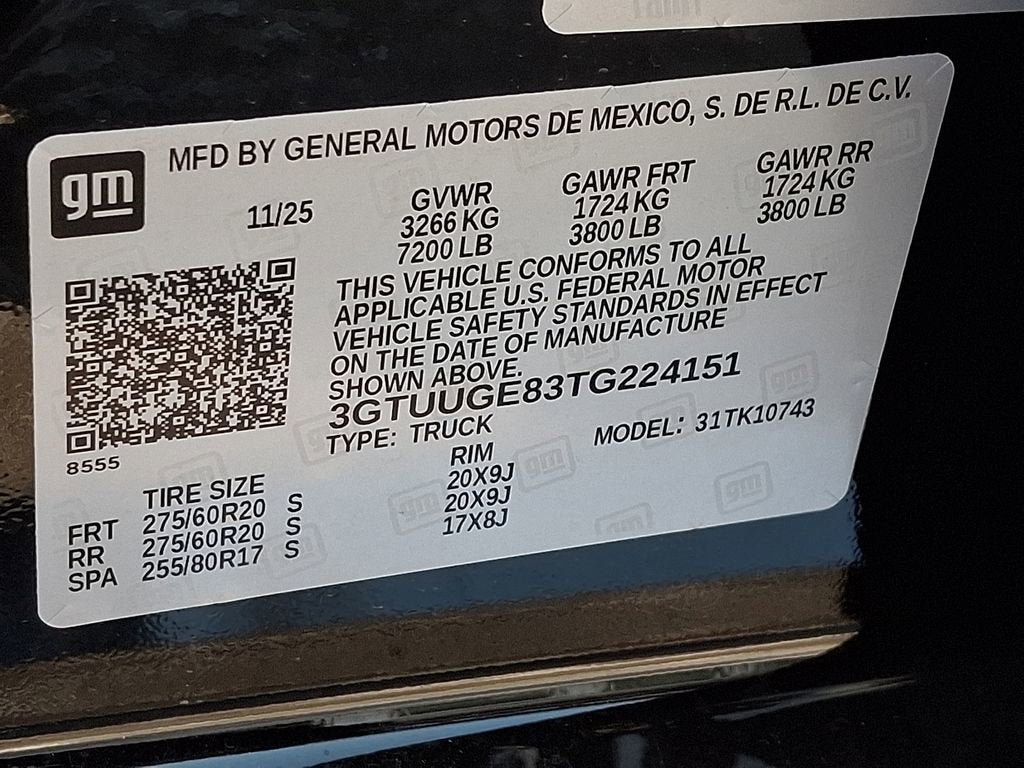 gm
MFD BY GENERAL MOTORS DE MEXICO, S. DE R.L. DE C.V.
11/25
GVWR
3266 KG
7200 LB
GAWR FRT
1724 KG
3800 LB
GAWR RR
1724 KG
3800 LB
THIS VEHICLE CONFORMS TO ALL
APPLICABLE U.S. FEDERAL MOTOR
VEHICLE SAFETY STANDARDS IN EFFECT
ON THE DATE OF MANUFACTURE
SHOWN ABOVE.
3GTUUGE83TG224151
TYPE: TRUCK
MODEL: 31TK10743
8555
TIRE SIZE RIM
FRT 275/60R20 S 20X9J
RR 275/60R20 S 20X9J
SPA 255/80R17 S 17X8J